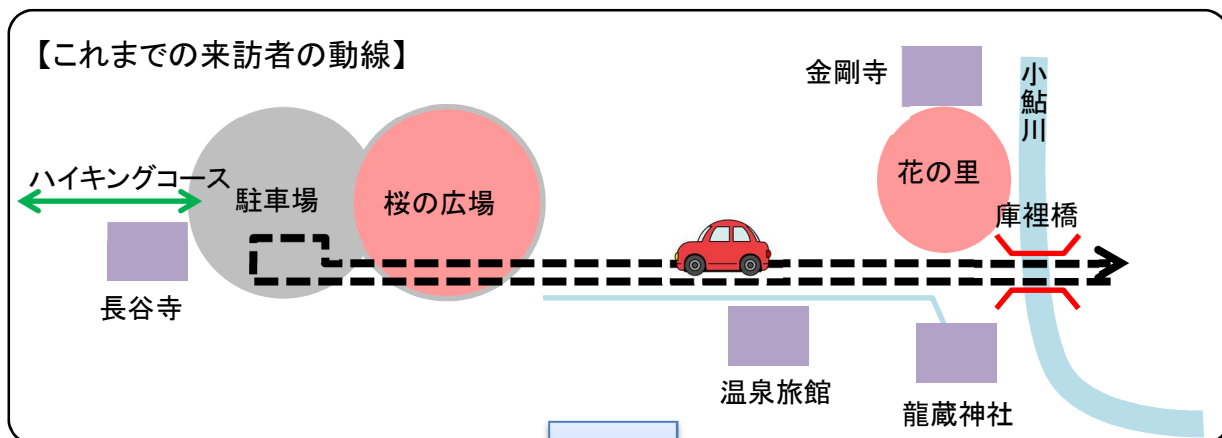 【これまでの来訪者の動線】
金剛寺
小鮎川
ハイキングコース
駐車場
桜の広場
花の里
庫裡橋
長谷寺
温泉旅館
龍蔵神社